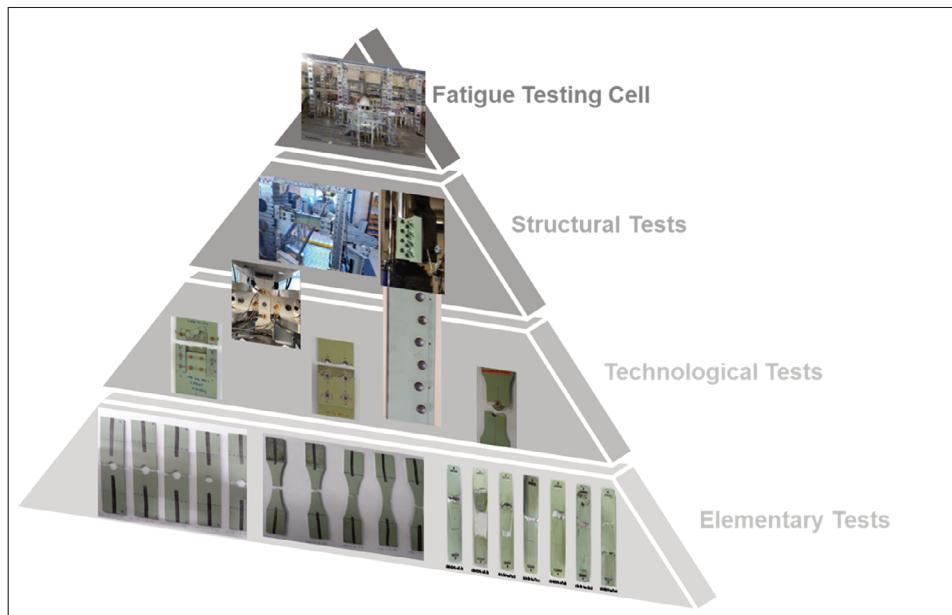 Fatigue Testing Cell
Structural Tests
Technological Tests
Elementary Tests